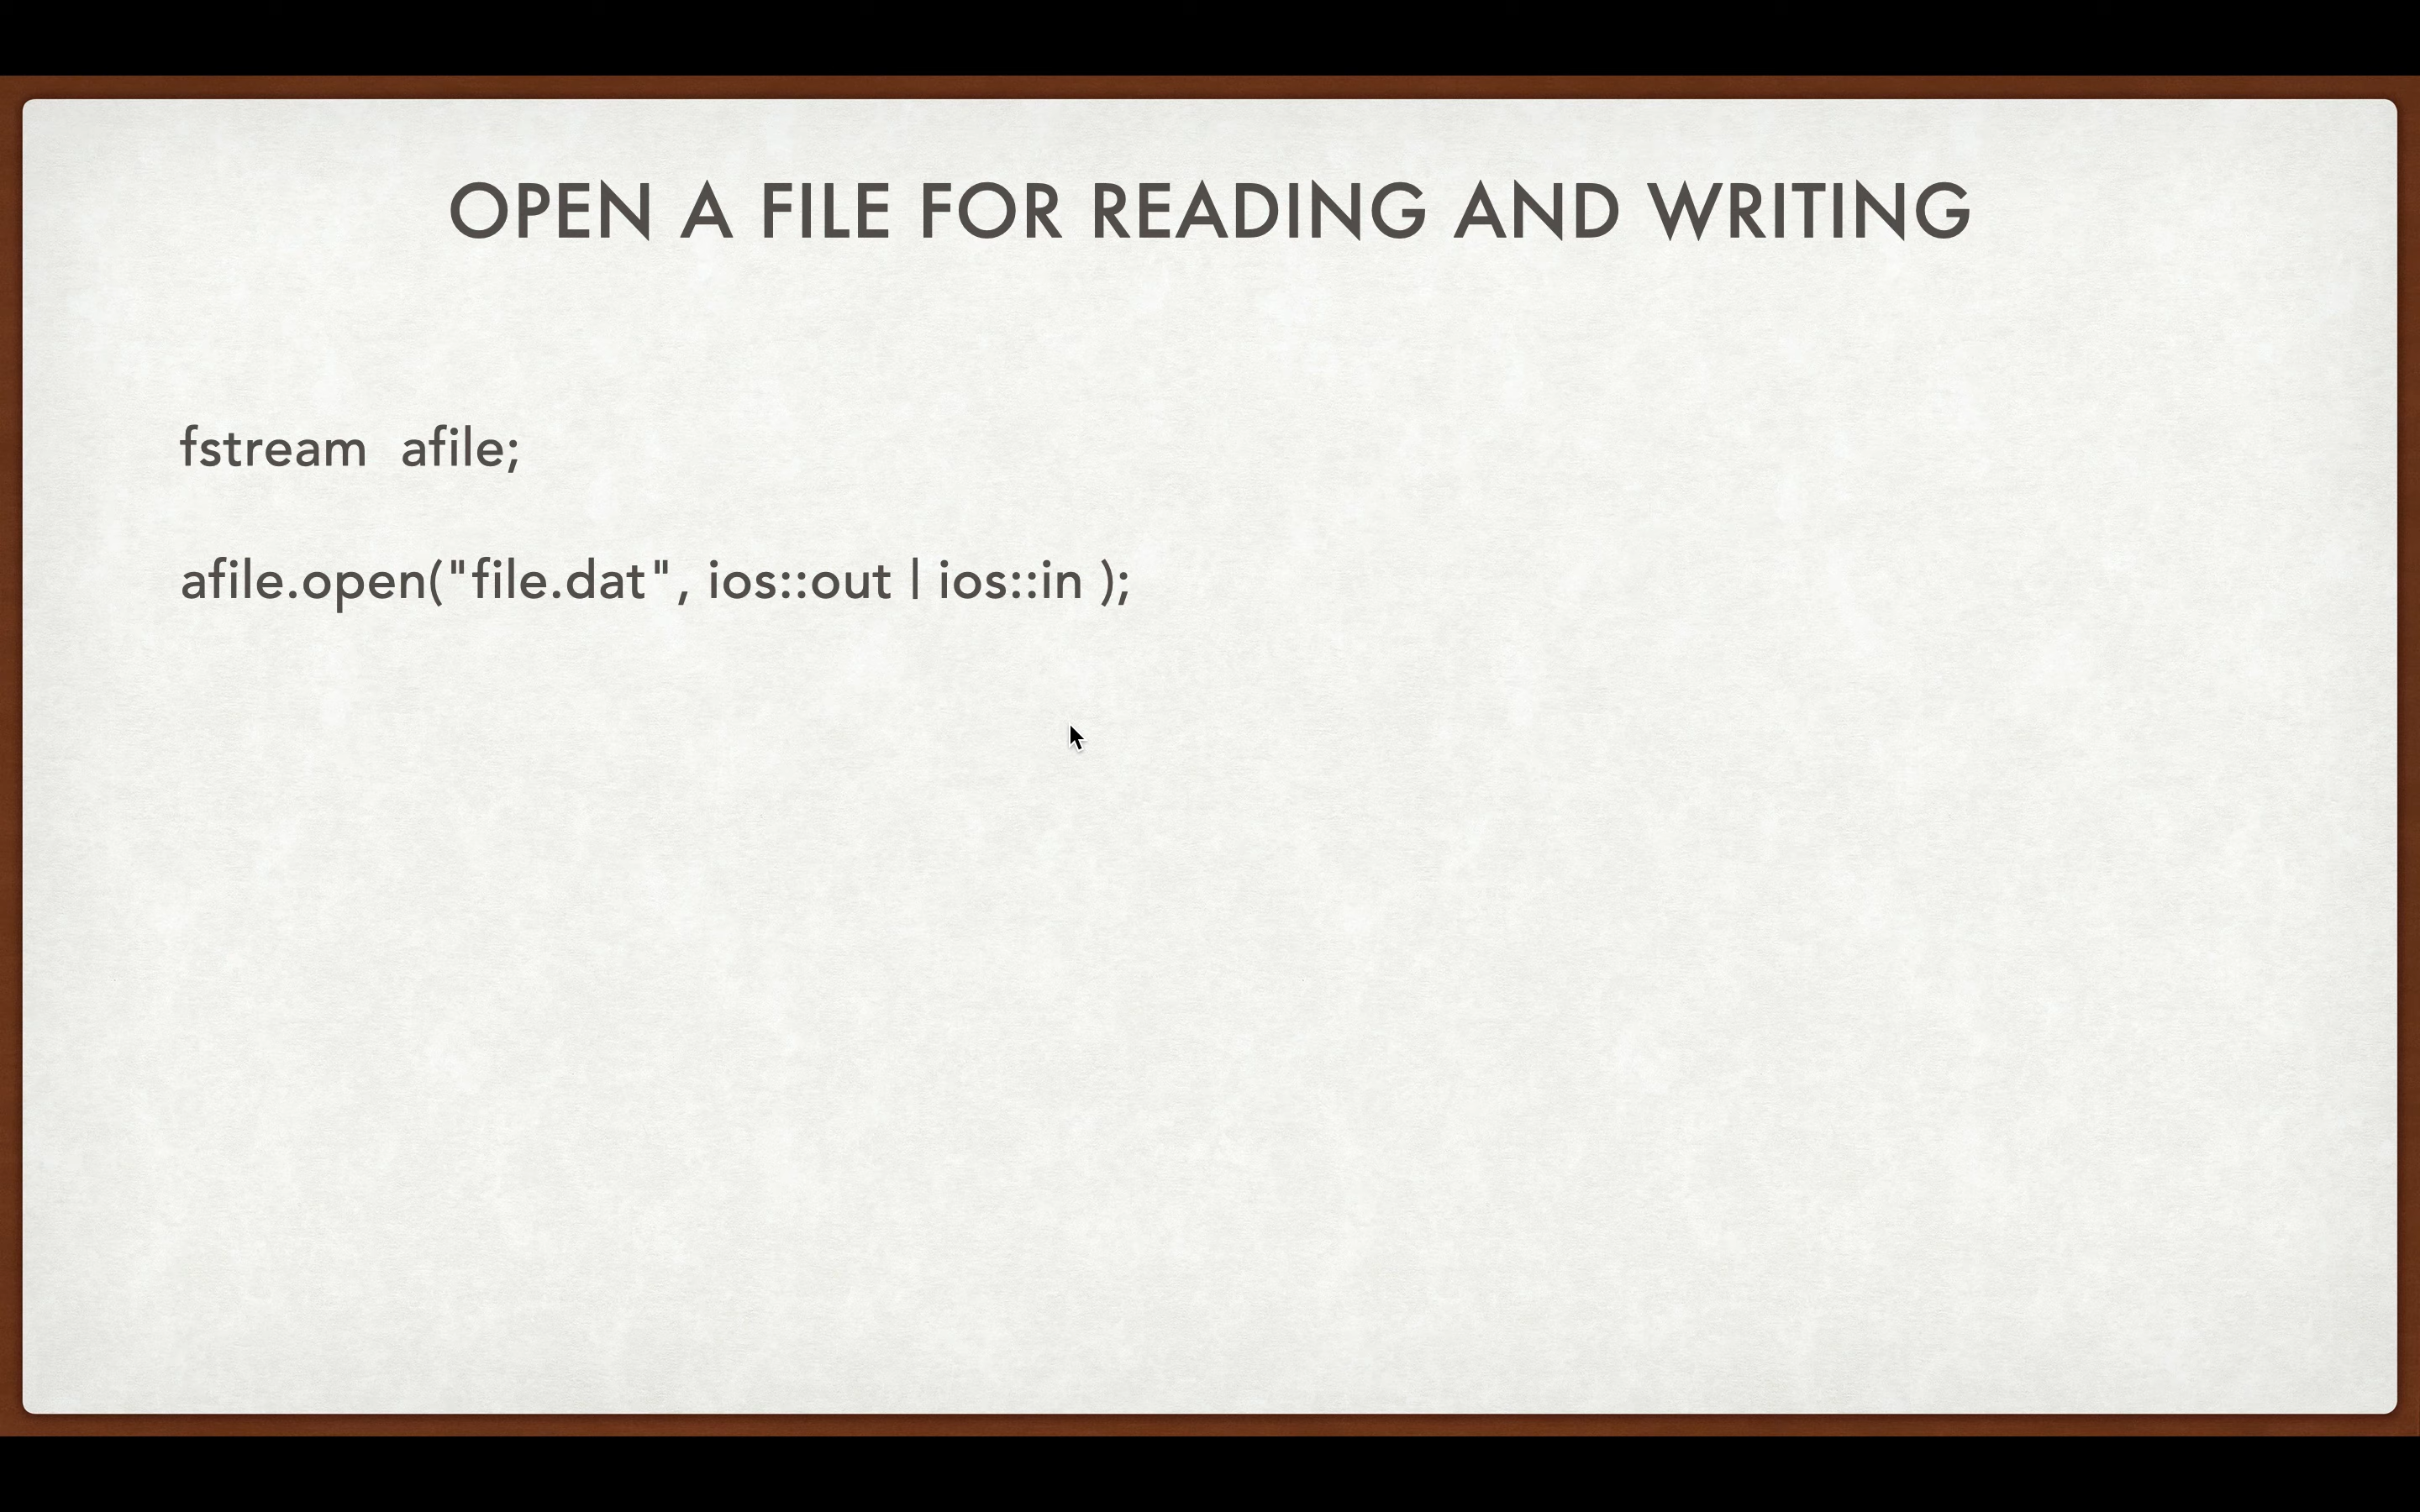 OPEN A FILE FOR READING AND WRITING
fstream  afile;
afile.open("file.dat", ios::out | ios::in );